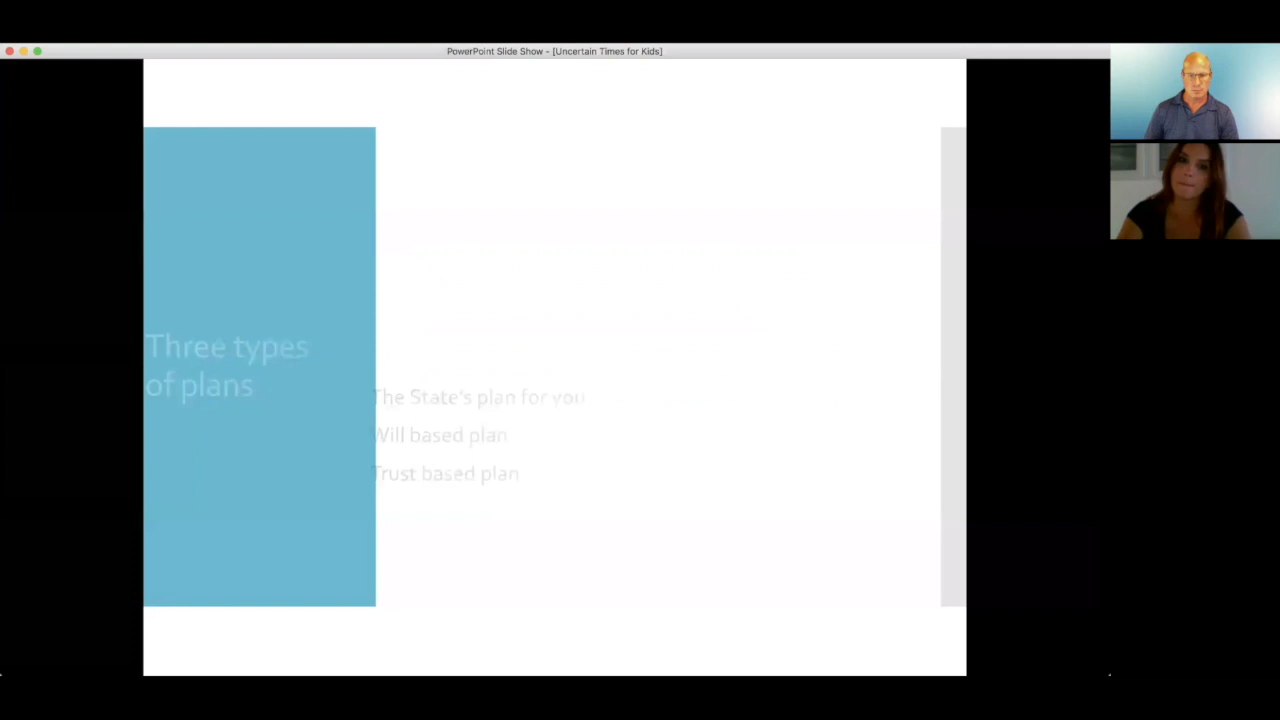 PowerPoint Slide Show - [Uncertain Times for Kids]
Three types
of plans
The State's plan for you
Will based plan
Trust based plan